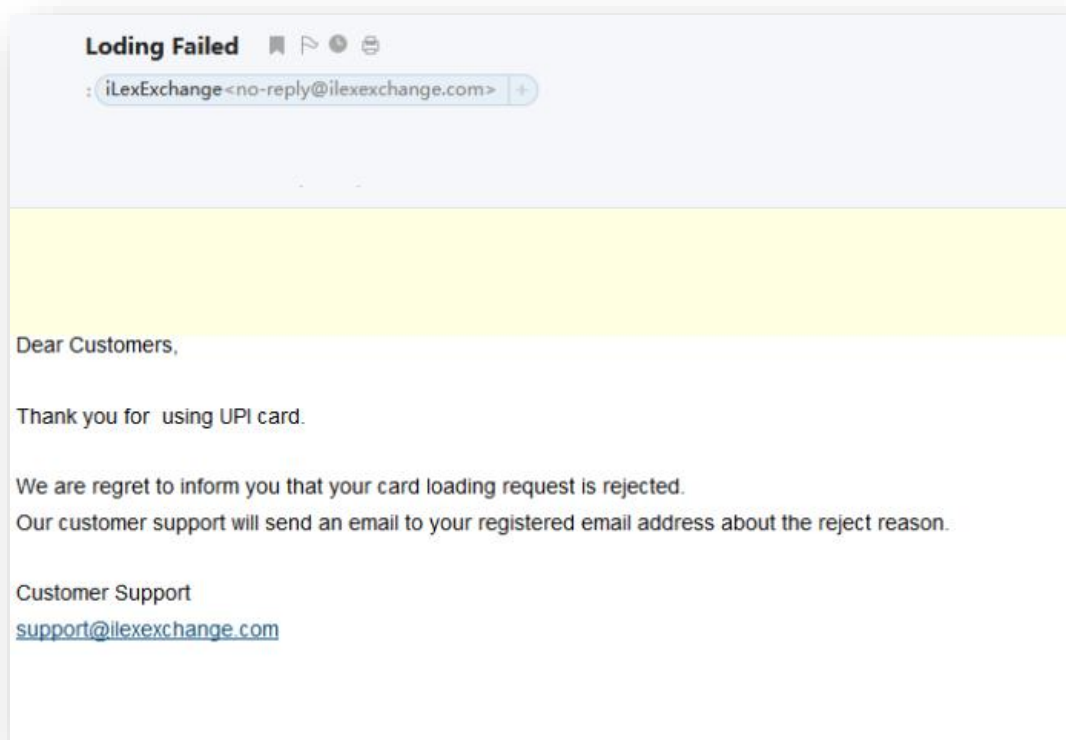 Loding Failed
: iLexExchange<no-reply@ilexexchange.com> +
Dear Customers,
Thank you for  using UPI card.
We are regret to inform you that your card loading request is rejected.
Our customer support will send an email to your registered email address about the reject reason.
Customer Support
support@ilexexchange.com